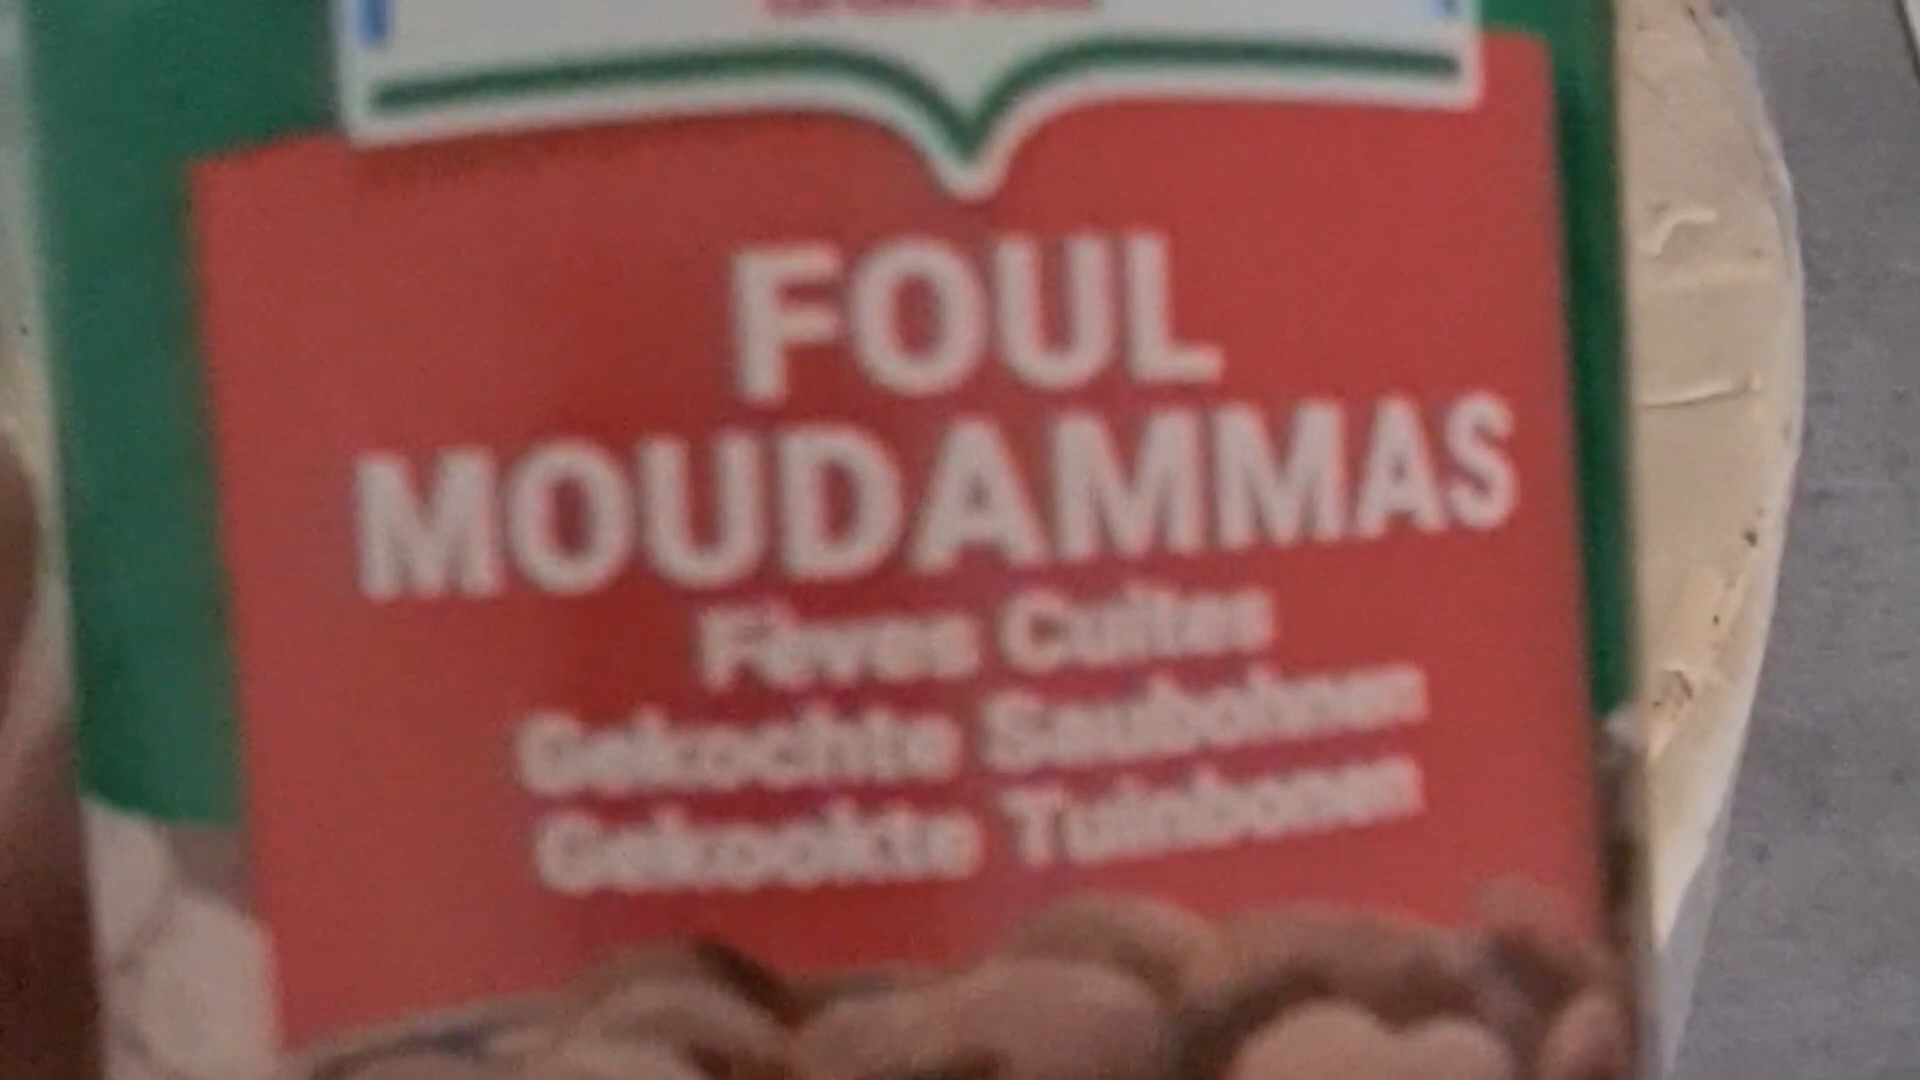 FOUL
MOUDAMMAS
Fèves Cuites
Gekochte Saubohnen
Gekookte Tuinbonen